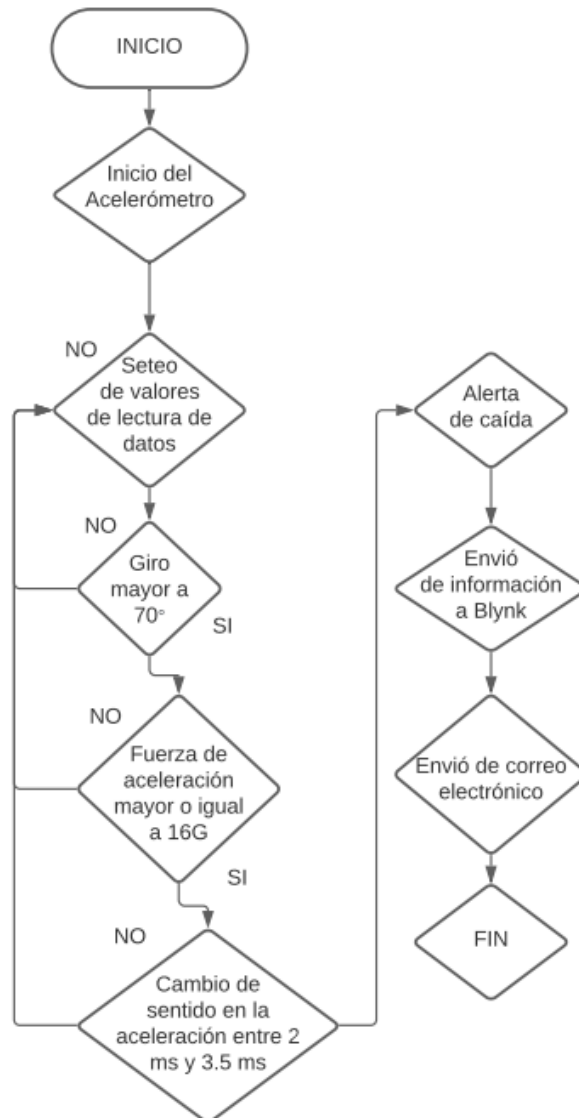 INICIO
Inicio del
Acelerómetro
NO
Seteo
de valores
de lectura de
datos
NO
Giro
mayor a
70°
SI
NO
Fuerza de
aceleración
mayor o igual
a 16G
SI
NO
Cambio de
sentido en la
aceleración entre 2
ms y 3.5 ms
Alerta
de caída
Envió
de información
a Blynk
Envió de correo
electrónico
FIN